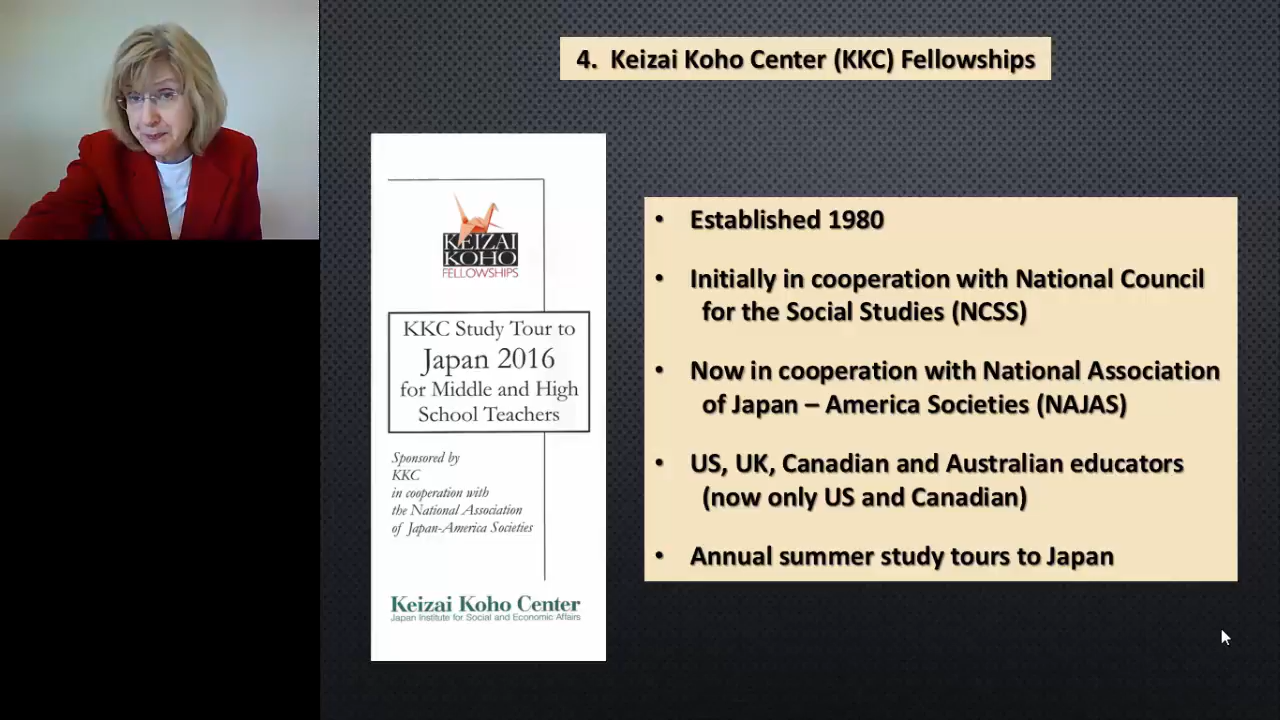 4. Keizai Koho Center (KKC) Fellowships
KEIZAI
KOHO
FELLOWSHIPS
KKC Study Tour to
Japan 2016
for Middle and High
School Teachers
Sponsored by
KKC
in cooperation with
the National Association
of Japan-America Societies
Keizai Koho Center
Japan Institute for Social and Economic Affairs
• Established 1980
• Initially in cooperation with National Council
for the Social Studies (NCSS)
• Now in cooperation with National Association
of Japan – America Societies (NAJAS)
• US, UK, Canadian and Australian educators
(now only US and Canadian)
• Annual summer study tours to Japan